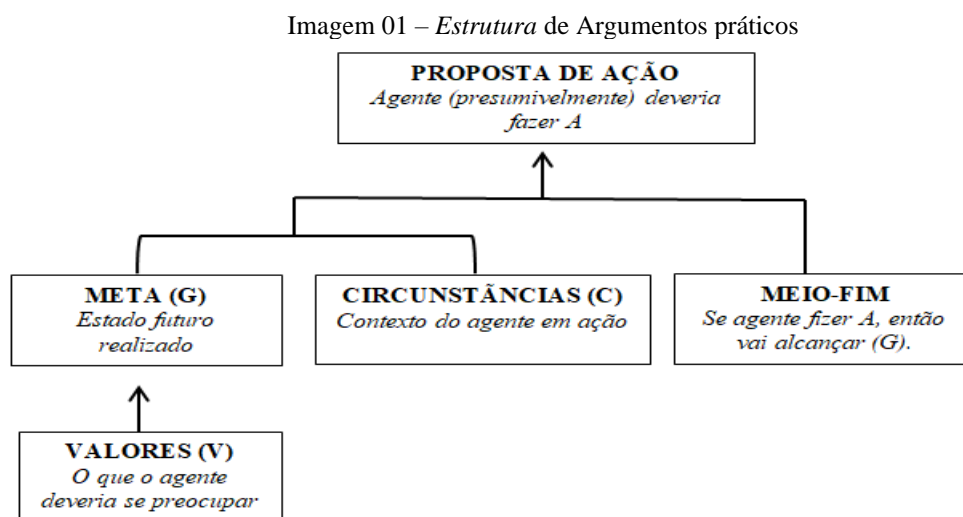 Imagem 01 – Estrutura de Argumentos práticos
PROPOSTA DE AÇÃO
Agente (presumivelmente) deveria
fazer A
META (G)
Estado futuro
realizado
CIRCUNSTÃNCIAS (C)
Contexto do agente em ação
MEIO-FIM
Se agente fizer A, então
vai alcançar (G).
VALORES (V)
O que o agente
deveria se preocupar